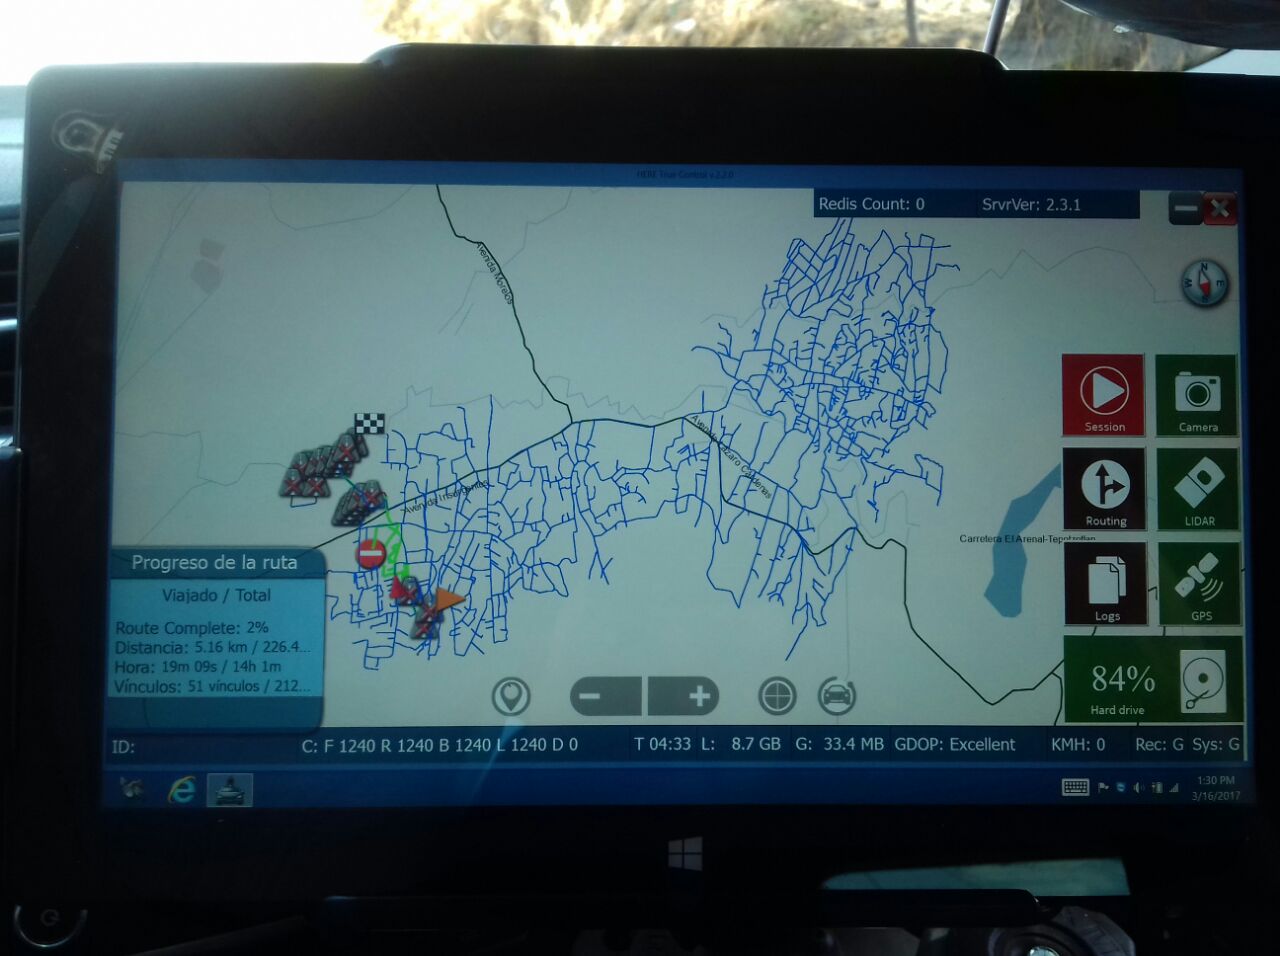 HERE True Control v.2.2.0
Redis Count: 0 SrvrVer: 2.3.1
Avenida Morelos
N
W E
S
Session
Camera
Avenida Lázaro Cárdenas
Avenida Insurgentes
Routing
LIDAR
Carretera El Arenal-Tepotzotlan
Progreso de la ruta
Viajado / Total
Route Complete: 2%
Distancia: 5.16 km / 226.4...
Hora: 19m 09s / 14h 1m
Vínculos: 51 vínculos / 212...
Logs
GPS
84%
Hard drive
ID: C: F 1240 R 1240 B 1240 L 1240 D 0 T 04:33 L: 8.7 GB G: 33.4 MB GDOP: Excellent KMH: 0 Rec: G Sys: G
1:30 PM
3/16/2017